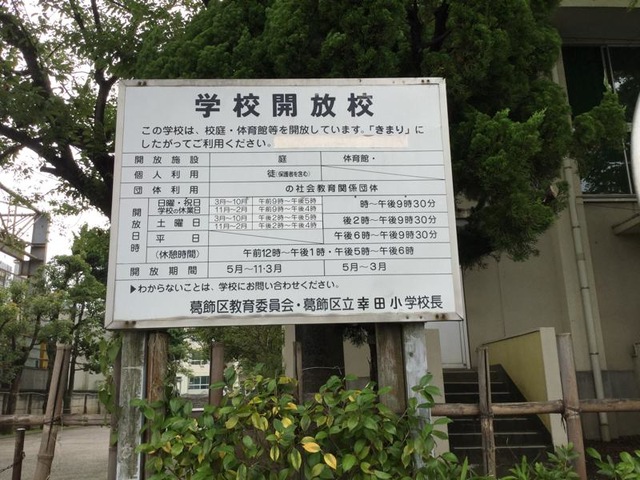 学校開放校
この学校は、校庭・体育館等を開放しています。「きまり」に
したがってご利用ください。
開放施設 庭 体育館・
個人利用 徒(保護者を含む)
団体利用 の社会教育関係団体
開放日時
日曜・祝日 学校の休業日 3月〜10月 午前9時〜午後5時 時〜午後9時30分
11月〜2月 午前9時〜午後4時
土曜日 3月〜10月 午後2時〜午後5時 後2時〜午後9時30分
11月〜2月 午後2時〜午後4時
平日 午後6時〜午後9時30分
(休憩時間) 午前12時〜午後1時・午後5時〜午後6時
開放期間 5月〜11・3月 5月〜3月
▶わからないことは、学校にお問い合わせください。
葛飾区教育委員会・葛飾区立幸田小学校長